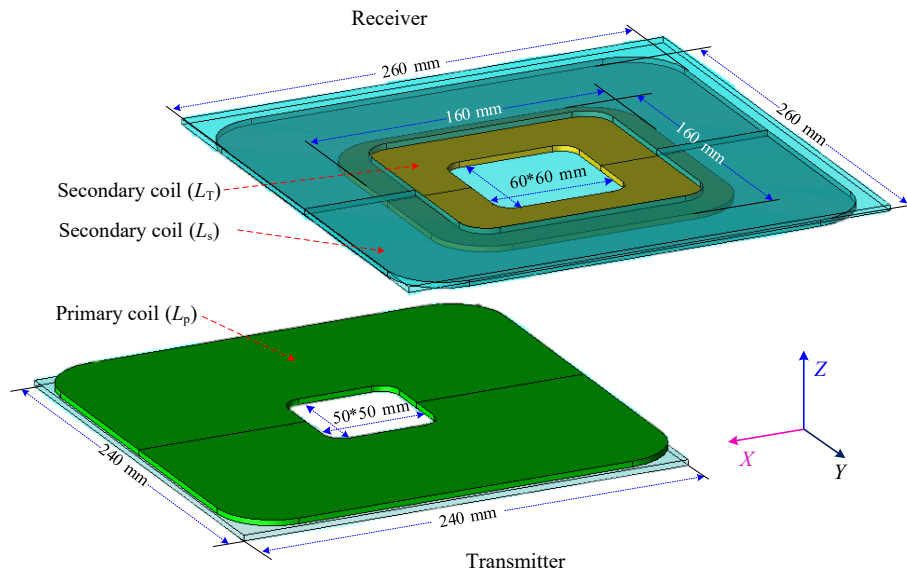 Receiver
260 mm
160 mm
260 mm
160 mm
60*60 mm
Secondary coil (LT)
Secondary coil (Ls)
Primary coil (Lp)
50*50 mm
240 mm
240 mm
Z
X
Y
Transmitter